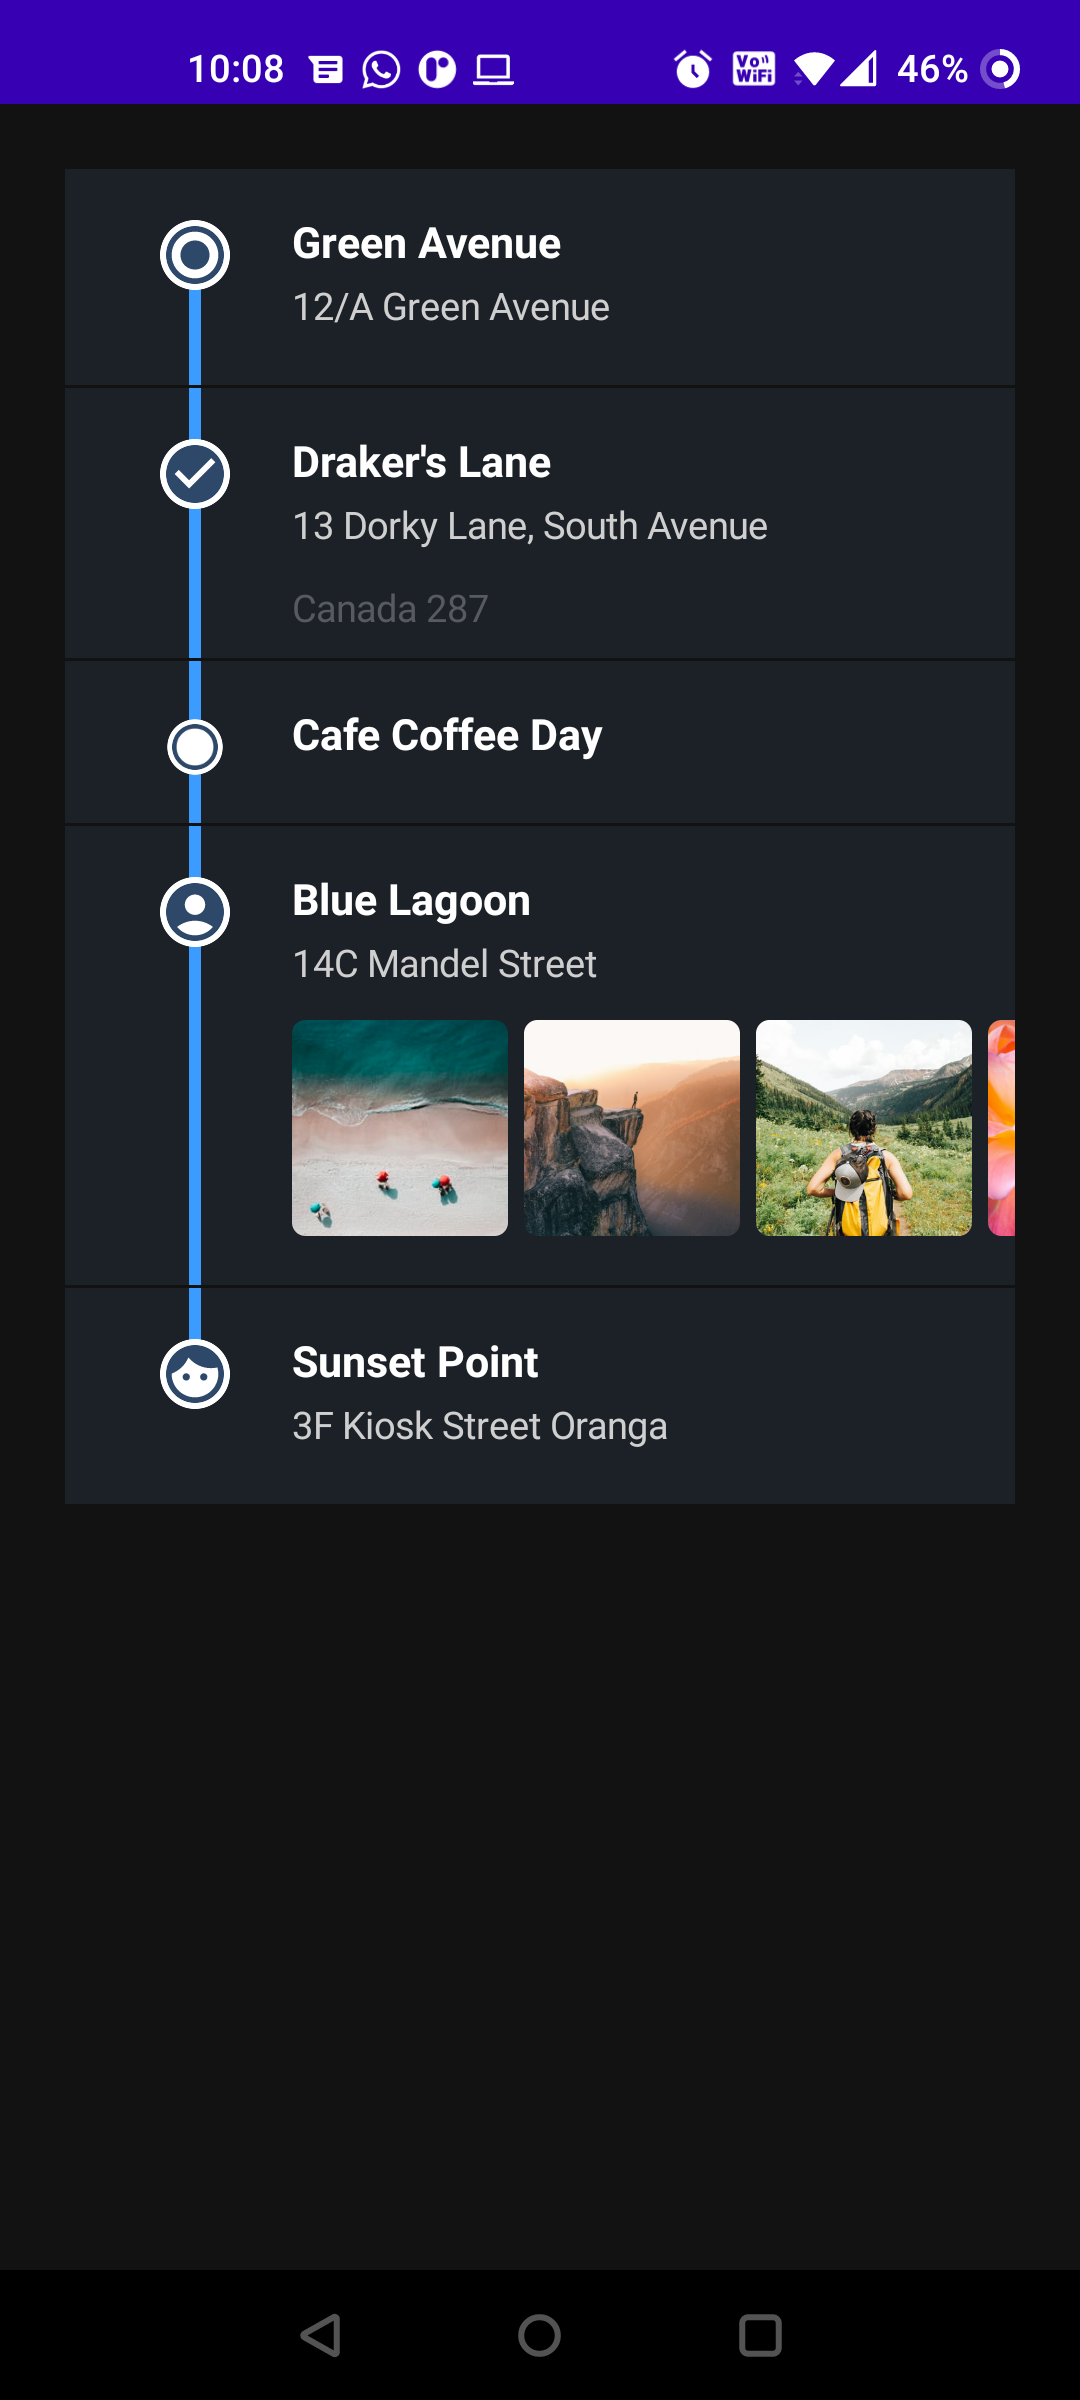 10:08 Vo WiFi 46%
Green Avenue
12/A Green Avenue
Draker's Lane
13 Dorky Lane, South Avenue
Canada 287
Cafe Coffee Day
Blue Lagoon
14C Mandel Street
Sunset Point
3F Kiosk Street Oranga